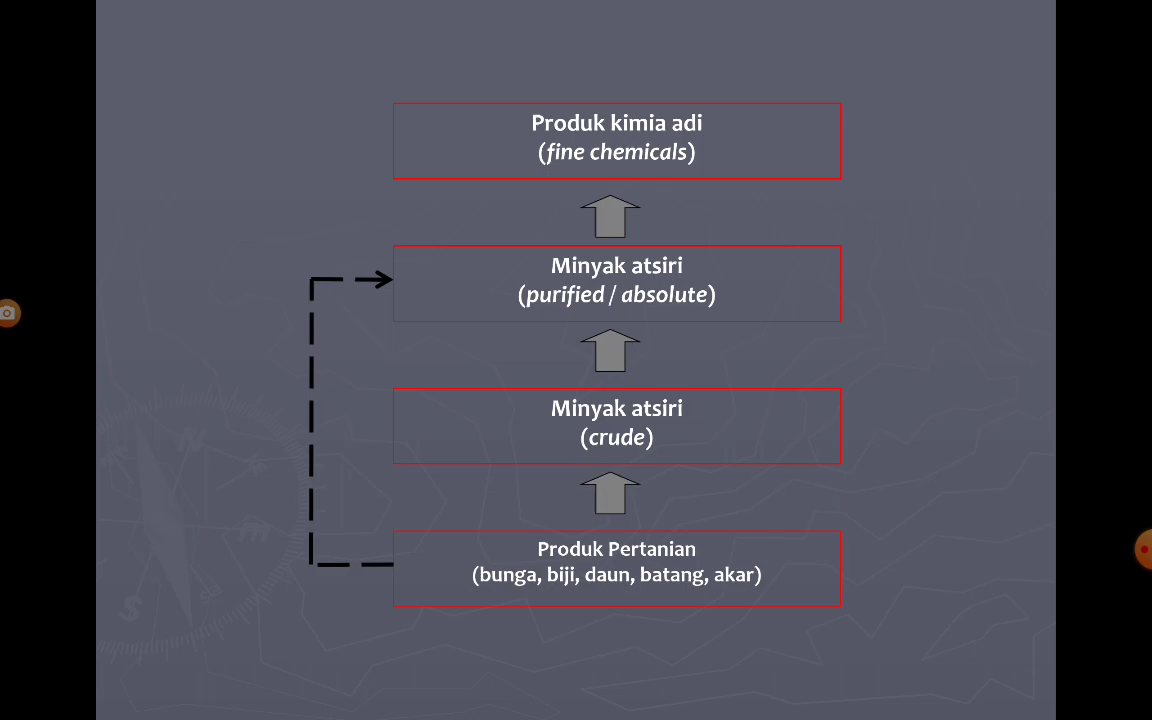 Produk kimia adi
(fine chemicals)
Minyak atsiri
(purified / absolute)
Minyak atsiri
(crude)
Produk Pertanian
(bunga, biji, daun, batang, akar)
N
S